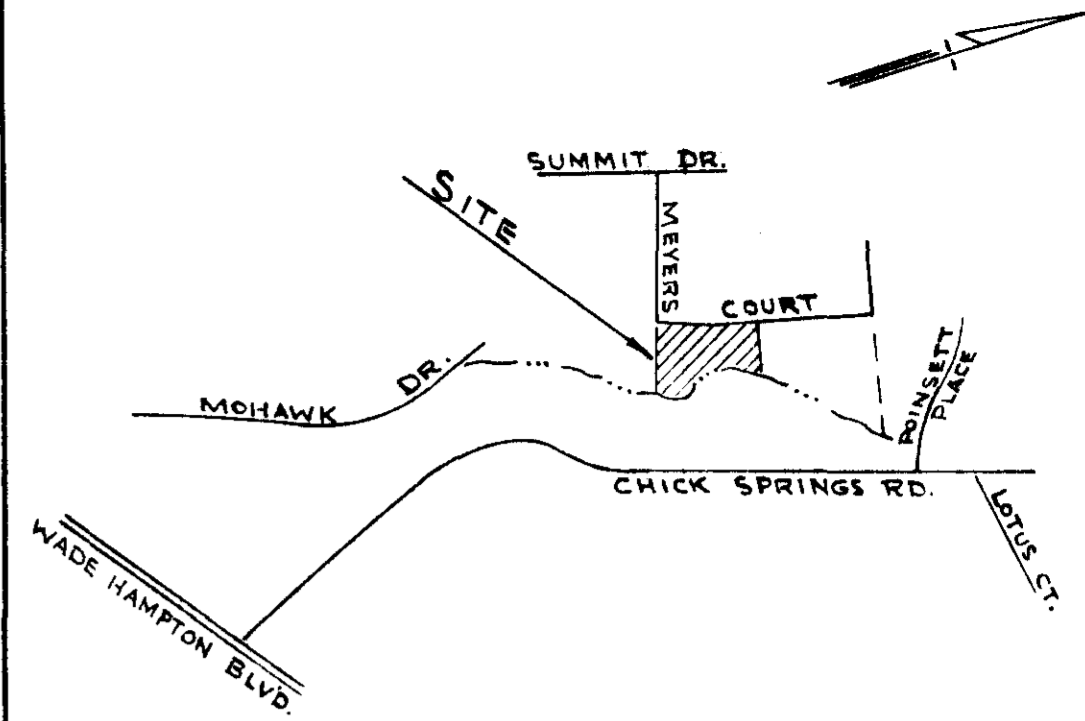 SUMMIT DR.
SITE
MEYERS
COURT
DR.
MOHAWK
POINSETT
PLACE
CHICK SPRINGS RD.
LOTUS CT.
WADE HAMPTON BLVD.